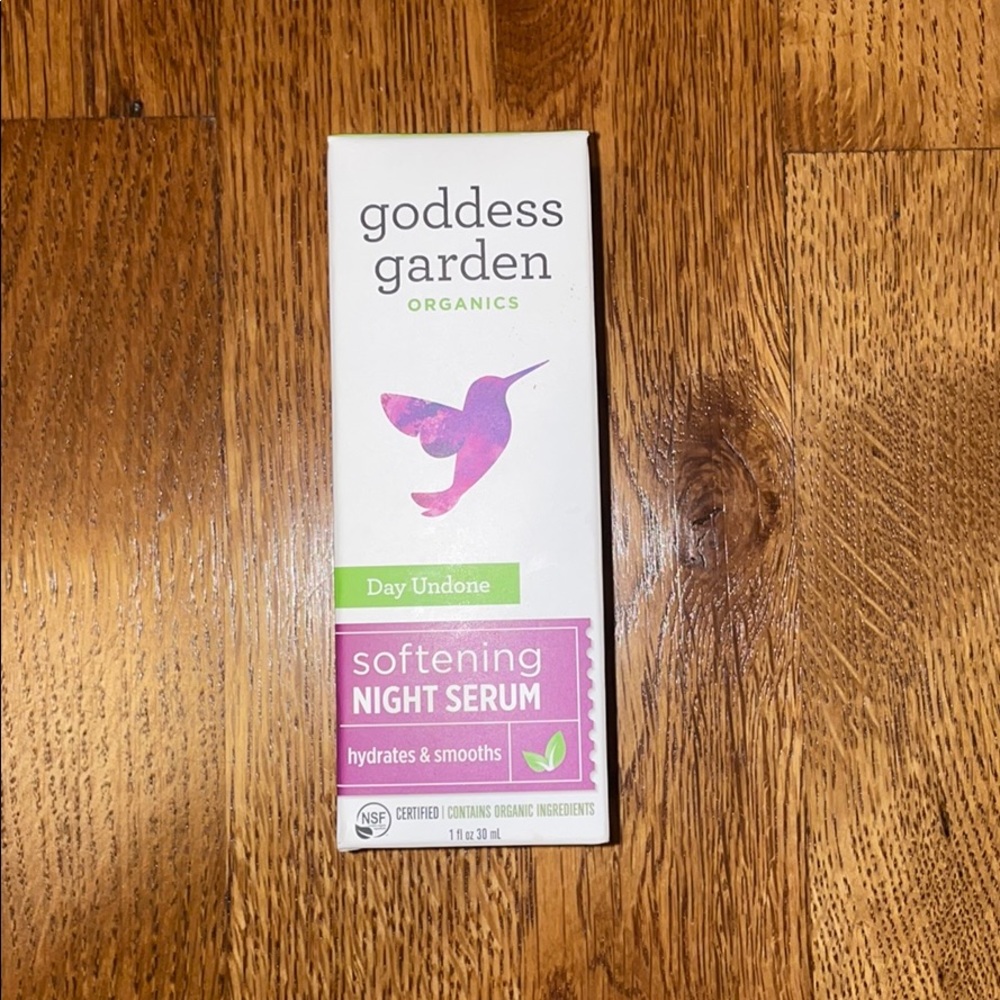 goddess
garden
ORGANICS
Day Undone
softening
NIGHT SERUM
hydrates & smooths
NSF CERTIFIED | CONTAINS ORGANIC INGREDIENTS
1 fl oz 30 mL